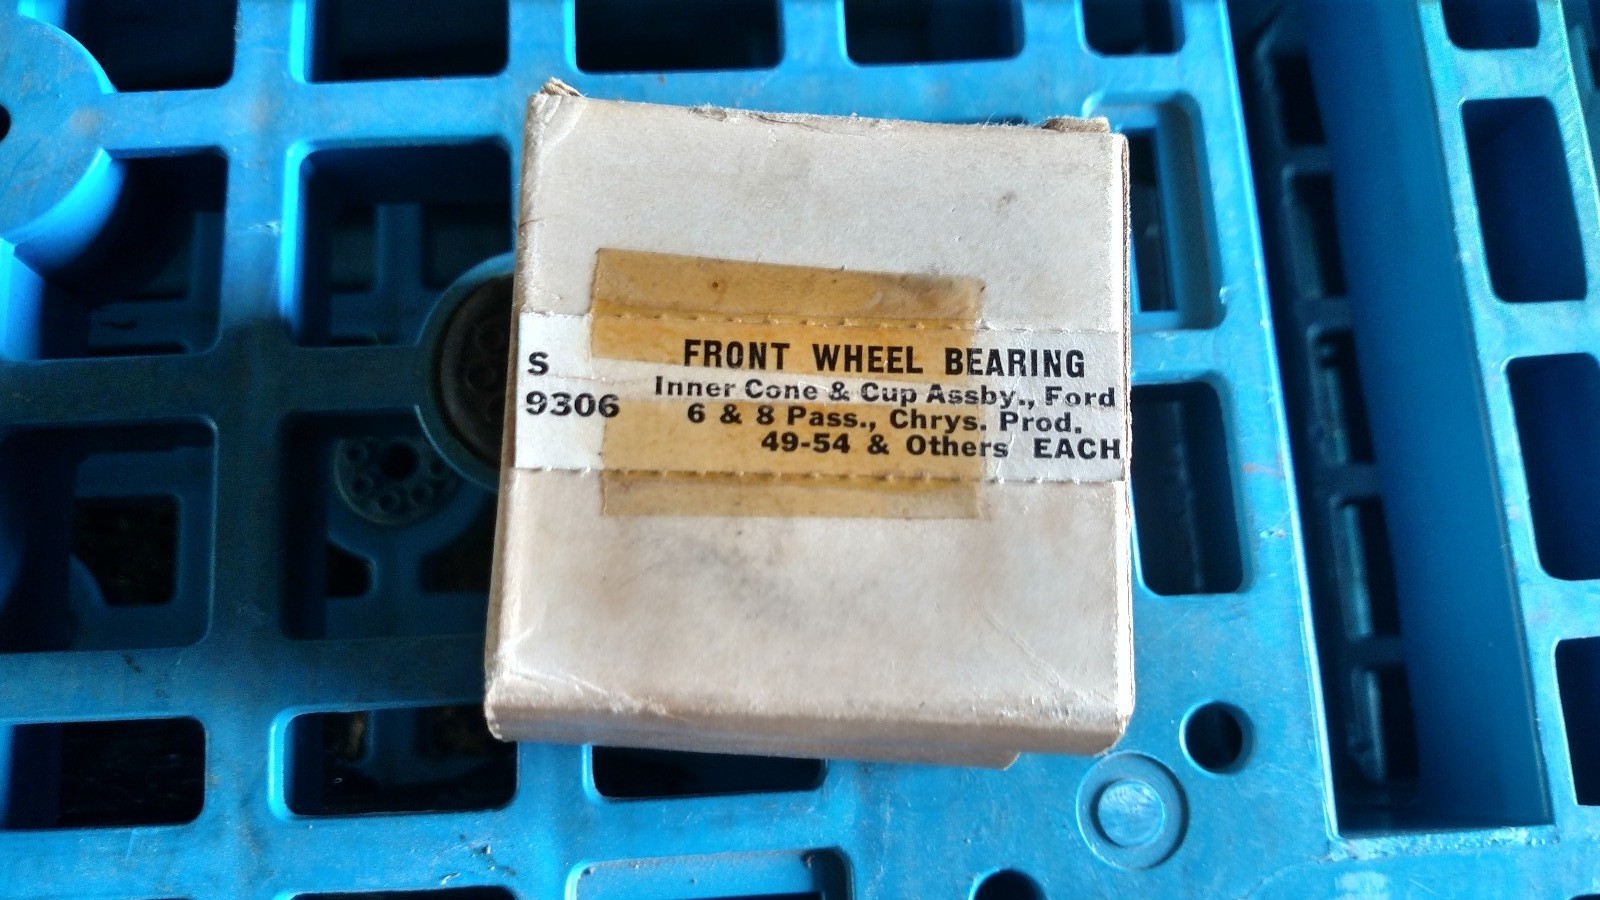 S
9306
FRONT WHEEL BEARING
Inner Cone & Cup Assby., Ford
6 & 8 Pass., Chrys. Prod.
49-54 & Others EACH